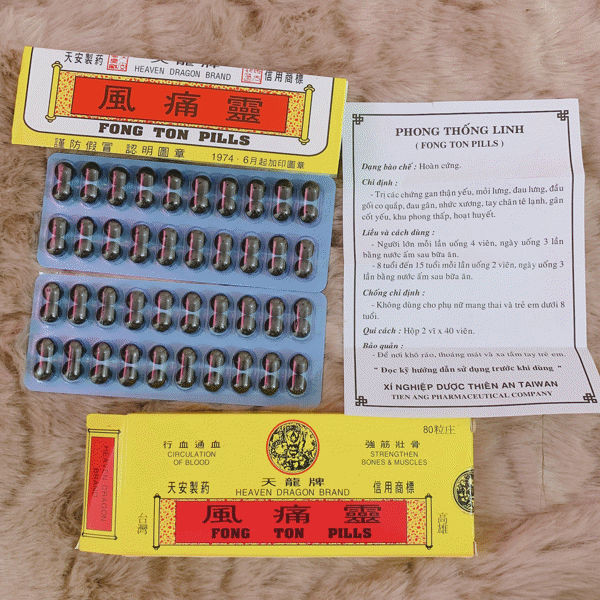 天安製葯
天龍牌
信用商標
HEAVEN DRAGON BRAND
風痛靈
FONG TON PILLS
謹防假冒 認明圖章 1974・6月起加印圖章
PHONG THỐNG LINH
( FONG TON PILLS )
Dạng bào chế : Hoàn cứng.
Chỉ định :
- Trị các chứng gan thận yếu, mỏi lưng, đau lưng, đầu
gối co quấp, đau gân, nhức xương, tay chân tê lạnh, gân
cốt yếu, khu phong thấp, hoạt huyết.
Liều và cách dùng :
- Người lớn mỗi lần uống 4 viên, ngày uống 3 lần
bằng nước ấm sau bữa ăn.
- 8 tuổi đến 15 tuổi mỗi lần uống 2 viên, ngày uống 3
lần bằng nước ấm sau bữa ăn.
Chống chỉ định :
- Không dùng cho phụ nữ mang thai và trẻ em dưới 8
tuổi.
Qui cách : Hộp 2 vỉ x 40 viên.
Bảo quản :
- Để nơi khô ráo, thoáng mát và xa tầm tay trẻ em.
" Đọc kỹ hướng dẫn sử dụng trước khi dùng "
XÍ NGHIỆP DƯỢC THIÊN AN TAIWAN
TIEN ANG PHARMACEUTICAL COMPANY
80粒庄
行血通血
CIRCULATION
OF BLOOD
強筋壯骨
STRENGTHEN
BONES & MUSCLES
天安製葯
天龍牌
信用商標
HEAVEN DRAGON BRAND
台灣
風痛靈
FONG TON PILLS
高雄
HEAVEN DRAGON